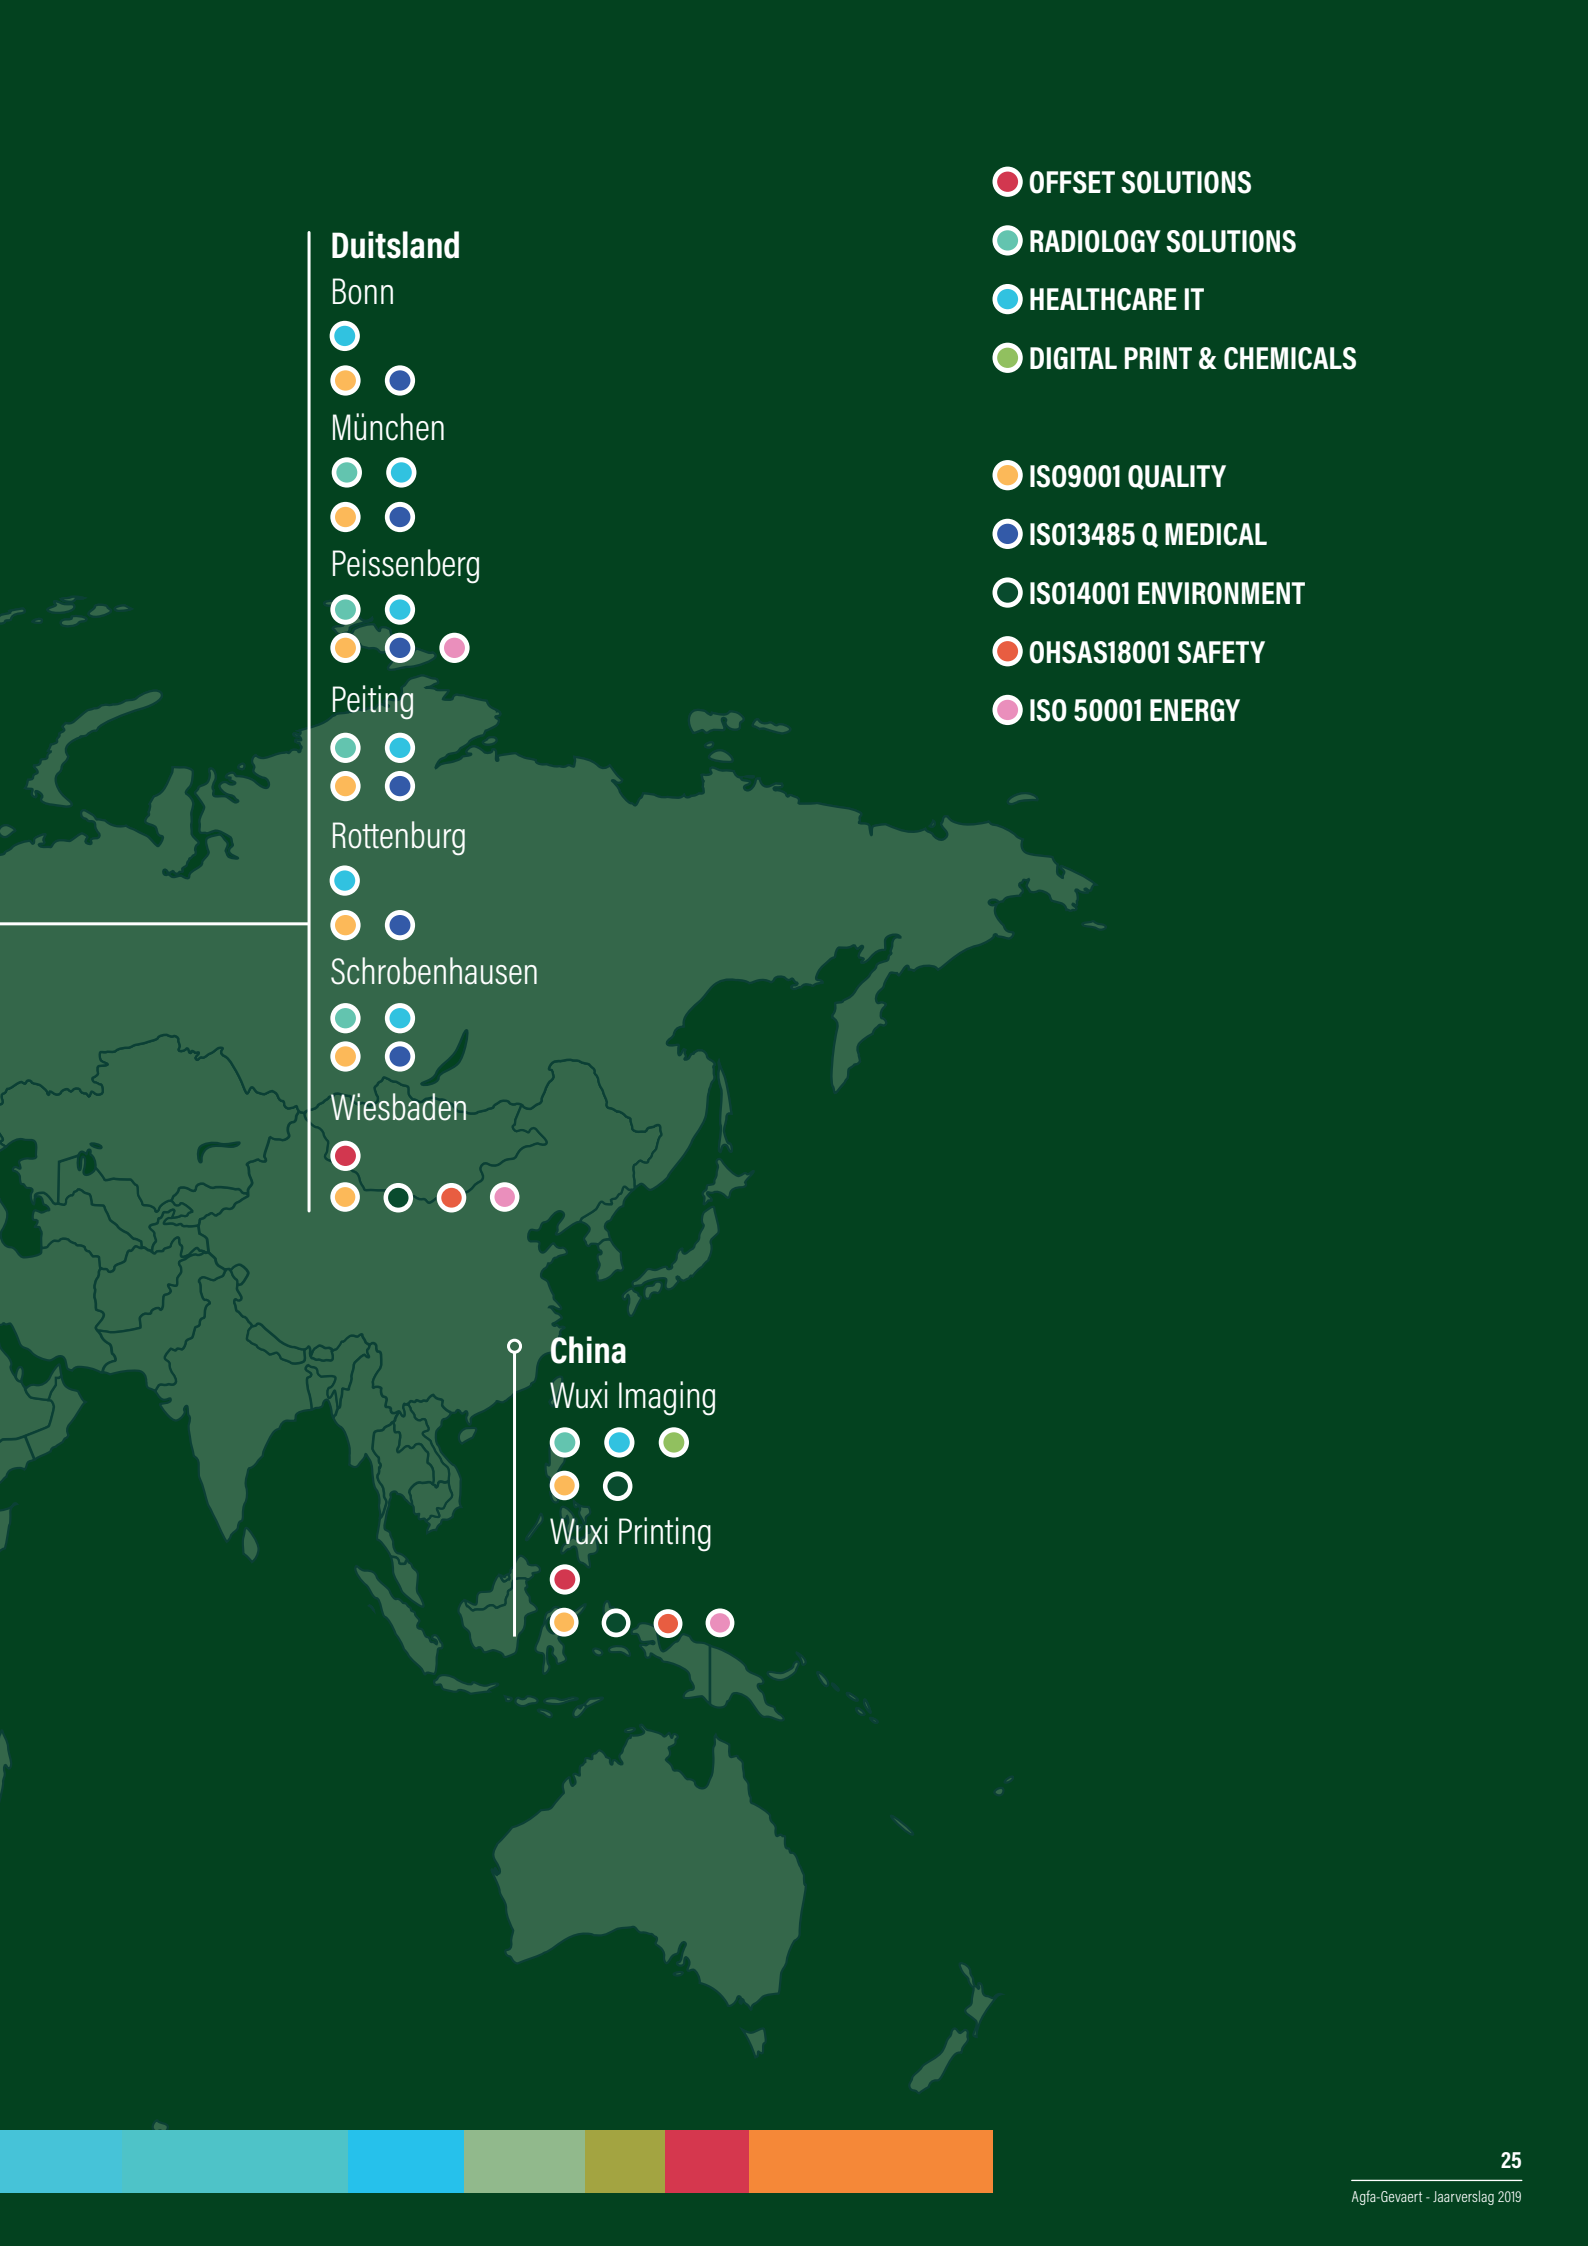 Duitsland
Bonn
München
Peissenberg
Peiting
Rottenburg
Schrobenhausen
Wiesbaden
China
Wuxi Imaging
Wuxi Printing
OFFSET SOLUTIONS
RADIOLOGY SOLUTIONS
HEALTHCARE IT
DIGITAL PRINT & CHEMICALS
ISO9001 QUALITY
ISO13485 Q MEDICAL
ISO14001 ENVIRONMENT
OHSAS18001 SAFETY
ISO 50001 ENERGY
25
Agfa-Gevaert - Jaarverslag 2019